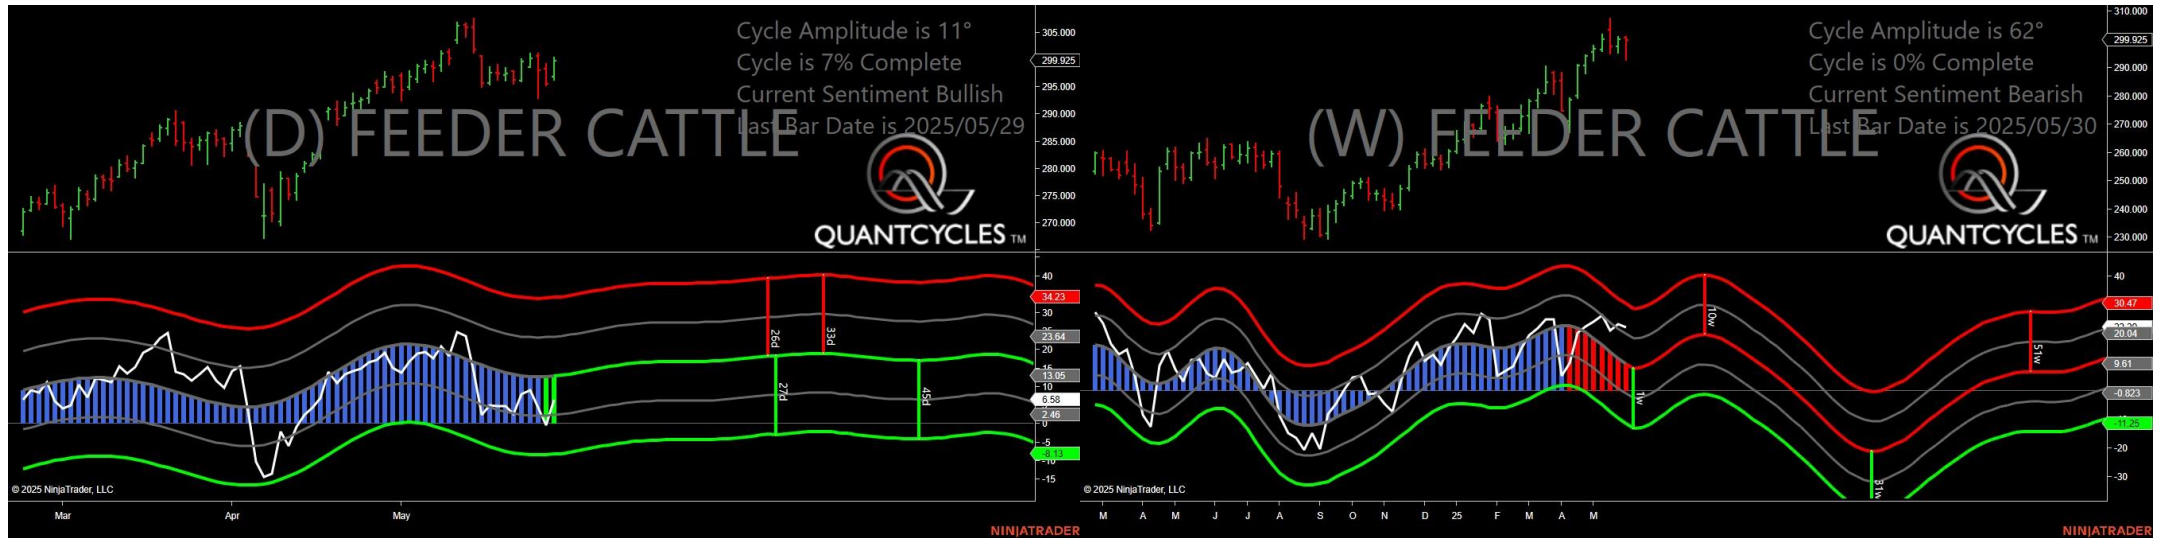 Cycle Amplitude is 11°
Cycle is 7% Complete
Current Sentiment Bullish
Last Bar Date is 2025/05/29
(D) FEEDER CATTLE
QUANTCYCLES TM
305.000
299.925
295.000
290.000
285.000
280.000
275.000
270.000
40
34.23
30
23.64
20
13.05
10
6.58
2.46
0
-5
-8.13
-15
26d
33d
27d
45d
© 2025 NinjaTrader, LLC
Mar
Apr
May
NINJATRADER
Cycle Amplitude is 62°
Cycle is 0% Complete
Current Sentiment Bearish
Last Bar Date is 2025/05/30
(W) FEEDER CATTLE
QUANTCYCLES TM
310.000
299.925
290.000
280.000
270.000
260.000
250.000
240.000
230.000
40
30.47
20.04
9.61
-0.823
-11.25
-20
-30
10w
51w
1w
31w
© 2025 NinjaTrader, LLC
M A M J J A S O N D 25 F M A M
NINJATRADER